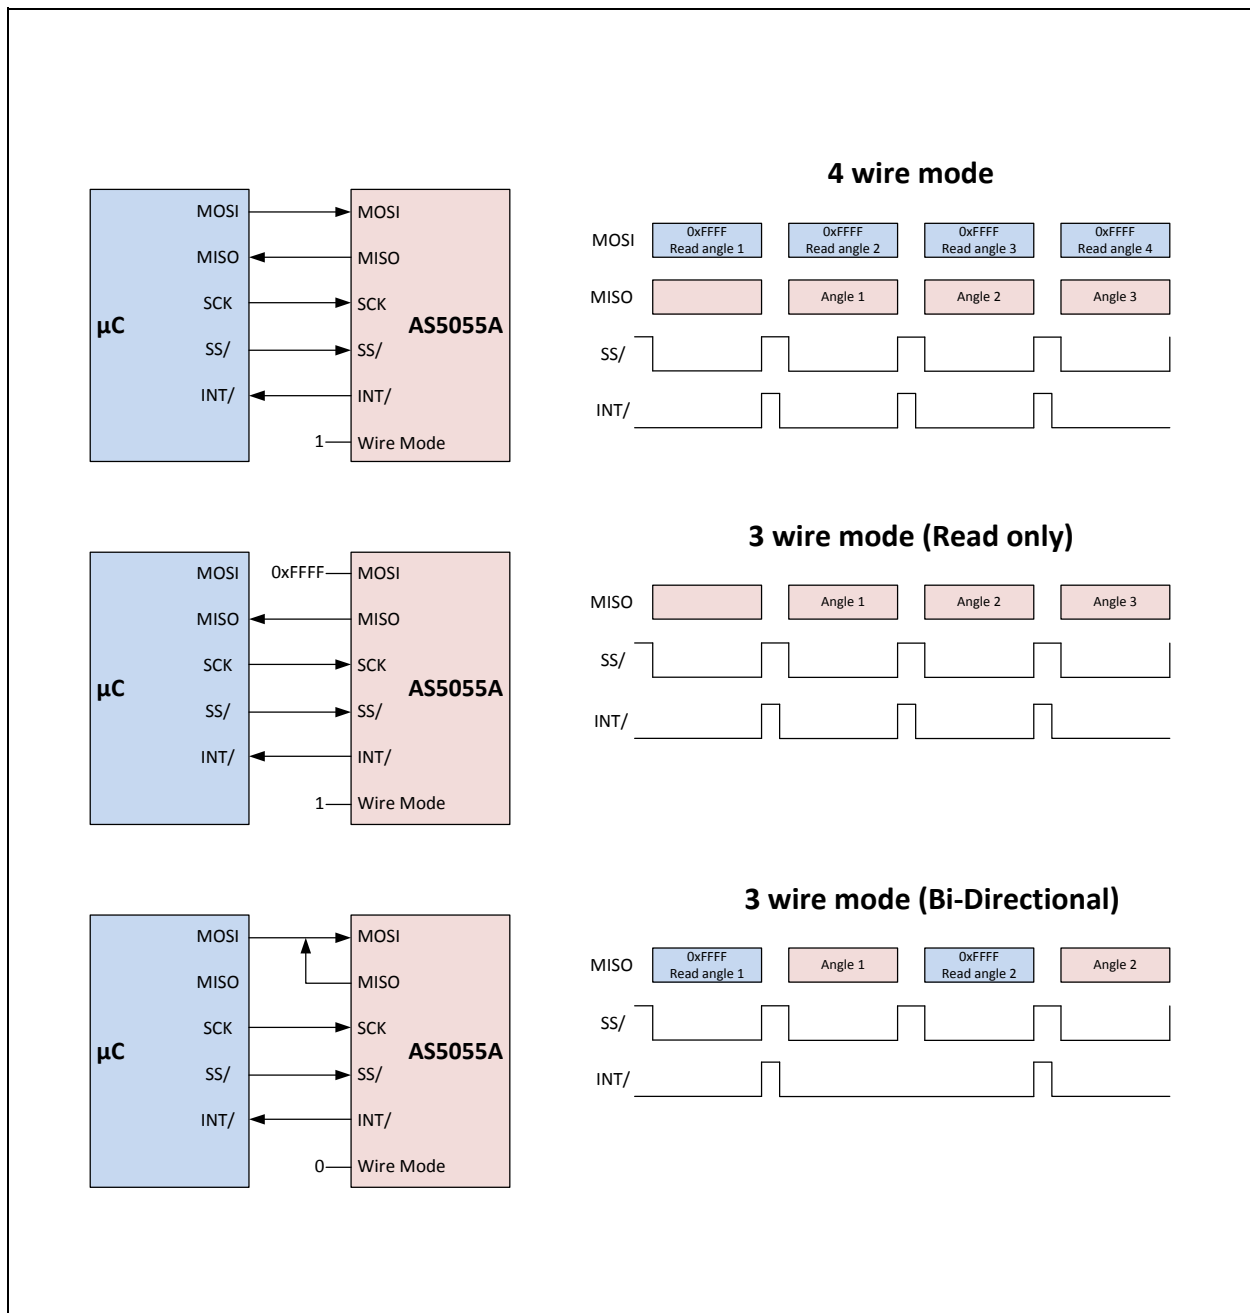 4 wire mode
MOSI MOSI
MISO MISO
SCK SCK
µC AS5055A
SS/ SS/
INT/ INT/
1 Wire Mode
MOSI
0xFFFF
Read angle 1
0xFFFF
Read angle 2
0xFFFF
Read angle 3
0xFFFF
Read angle 4
MISO Angle 1 Angle 2 Angle 3
SS/
INT/
3 wire mode (Read only)
MOSI 0xFFFF MOSI
MISO MISO
SCK SCK
µC AS5055A
SS/ SS/
INT/ INT/
1 Wire Mode
MISO Angle 1 Angle 2 Angle 3
SS/
INT/
3 wire mode (Bi-Directional)
MOSI MOSI
MISO MISO
SCK SCK
µC AS5055A
SS/ SS/
INT/ INT/
0 Wire Mode
MISO
0xFFFF
Read angle 1
Angle 1
0xFFFF
Read angle 2
Angle 2
SS/
INT/